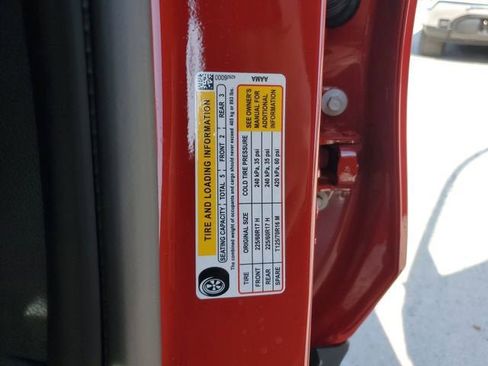 TIRE AND LOADING INFORMATION
SEATING CAPACITY TOTAL 5 FRONT 2 REAR 3
The combined weight of occupants and cargo should never exceed 405 kg or 893 lbs.
TIRE ORIGINAL SIZE COLD TIRE PRESSURE
FRONT 225/60R17 H 240 kPa, 35 psi
REAR 225/60R17 H 240 kPa, 35 psi
SPARE T125/70R16 M 420 kPa, 60 psi
SEE OWNER'S
MANUAL FOR
ADDITIONAL
INFORMATION
AAMA